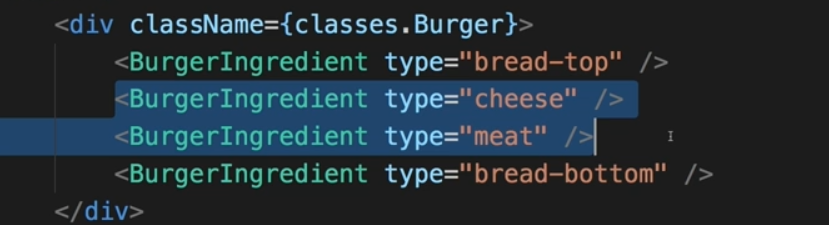 <div className={classes.Burger}>
<BurgerIngredient type="bread-top" />
<BurgerIngredient type="cheese" />
<BurgerIngredient type="meat" />
<BurgerIngredient type="bread-bottom" />
</div>